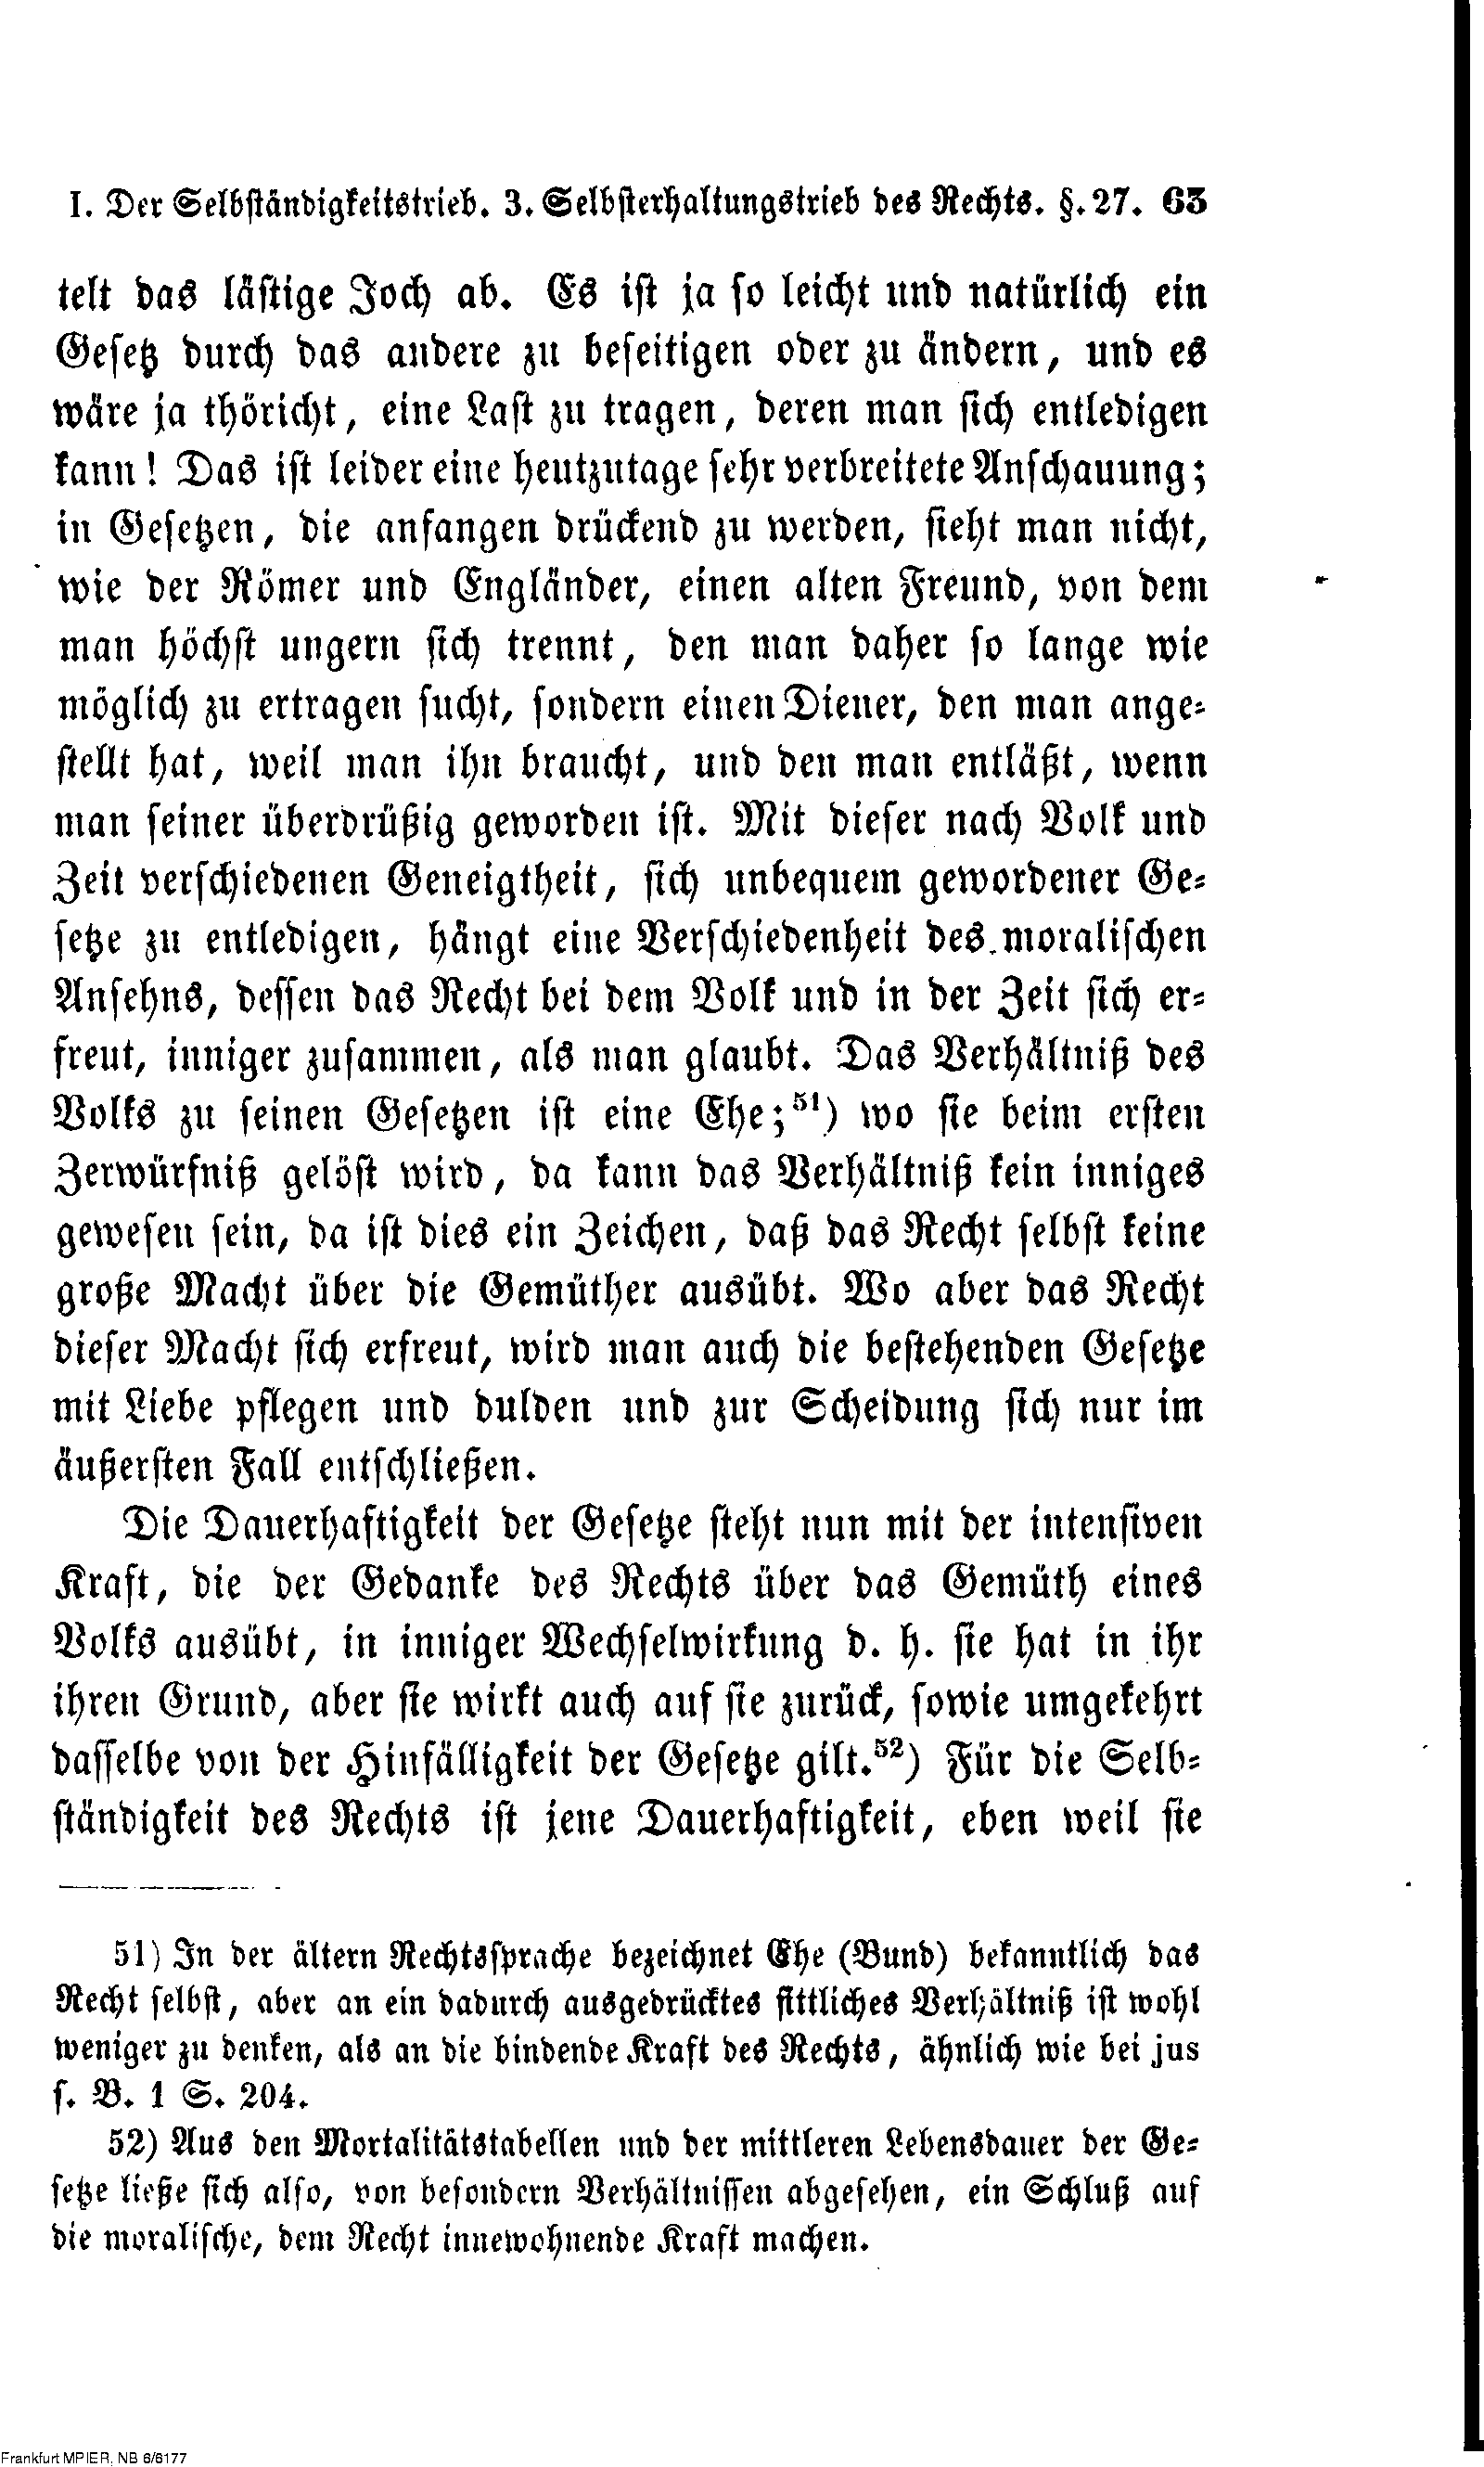 I. Der Selbständigkeitstrieb. 3. Selbsterhaltungstrieb des Rechts. §. 27. 63
telt das lästige Joch ab. Es ist ja so leicht und natürlich ein
Gesetz durch das andere zu beseitigen oder zu ändern, und es
wäre ja thöricht, eine Last zu tragen, deren man sich entledigen
kann! Das ist leider eine heutzutage sehr verbreitete Anschauung;
in Gesetzen, die anfangen drückend zu werden, sieht man nicht,
wie der Römer und Engländer, einen alten Freund, von dem
man höchst ungern sich trennt, den man daher so lange wie
möglich zu ertragen sucht, sondern einen Diener, den man ange-
stellt hat, weil man ihn braucht, und den man entläßt, wenn
man seiner überdrüßig geworden ist. Mit dieser nach Volk und
Zeit verschiedenen Geneigtheit, sich unbequem gewordener Ge-
setze zu entledigen, hängt eine Verschiedenheit des moralischen
Ansehns, dessen das Recht bei dem Volk und in der Zeit sich er-
freut, inniger zusammen, als man glaubt. Das Verhältniß des
Volks zu seinen Gesetzen ist eine Ehe;51) wo sie beim ersten
Zerwürfniß gelöst wird, da kann das Verhältniß kein inniges
gewesen sein, da ist dies ein Zeichen, daß das Recht selbst keine
große Macht über die Gemüther ausübt. Wo aber das Recht
dieser Macht sich erfreut, wird man auch die bestehenden Gesetze
mit Liebe pflegen und dulden und zur Scheidung sich nur im
äußersten Fall entschließen.
Die Dauerhaftigkeit der Gesetze steht nun mit der intensiven
Kraft, die der Gedanke des Rechts über das Gemüth eines
Volks ausübt, in inniger Wechselwirkung d. h. sie hat in ihr
ihren Grund, aber sie wirkt auch auf sie zurück, sowie umgekehrt
dasselbe von der Hinfälligkeit der Gesetze gilt.52) Für die Selb-
ständigkeit des Rechts ist jene Dauerhaftigkeit, eben weil sie
51) In der ältern Rechtssprache bezeichnet Ehe (Bund) bekanntlich das
Recht selbst, aber an ein dadurch ausgedrücktes sittliches Verhältniß ist wohl
weniger zu denken, als an die bindende Kraft des Rechts, ähnlich wie bei jus
s. B. 1 S. 204.
52) Aus den Mortalitätstabellen und der mittleren Lebensdauer der Ge-
setze ließe sich also, von besondern Verhältnissen abgesehen, ein Schluß auf
die moralische, dem Recht innewohnende Kraft machen.
Frankfurt MPIER, NB 6/6177